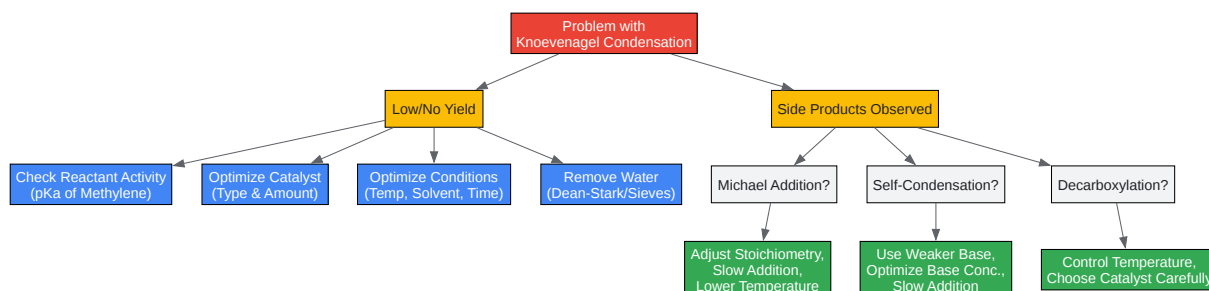 Problem with
Knoevenagel Condensation
Low/No Yield
Side Products Observed
Check Reactant Activity
(pKa of Methylene)
Optimize Catalyst
(Type & Amount)
Optimize Conditions
(Temp, Solvent, Time)
Remove Water
(Dean-Stark/Sieves)
Michael Addition?
Self-Condensation?
Decarboxylation?
Adjust Stoichiometry,
Slow Addition,
Lower Temperature
Use Weaker Base,
Optimize Base Conc.,
Slow Addition
Control Temperature,
Choose Catalyst Carefully